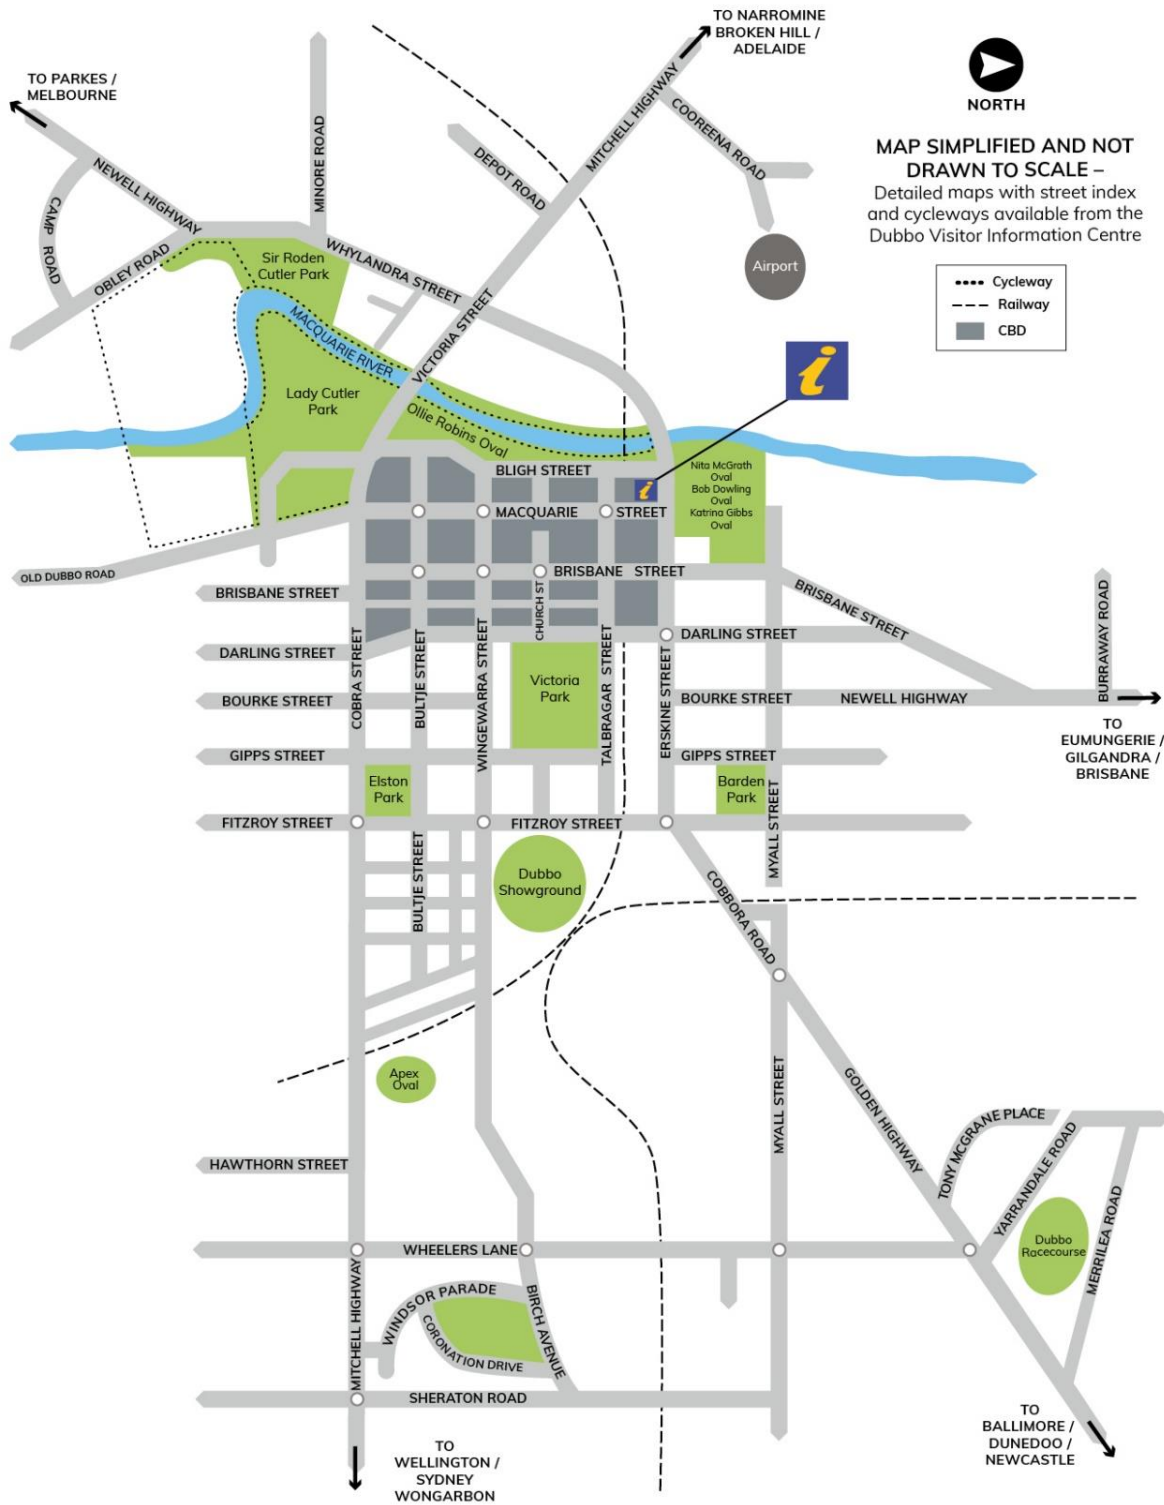 TO NARROMINE
BROKEN HILL /
ADELAIDE
TO PARKES /
MELBOURNE
NORTH
MAP SIMPLIFIED AND NOT
DRAWN TO SCALE –
Detailed maps with street index
and cycleways available from the
Dubbo Visitor Information Centre
Cycleway
Railway
CBD
MITCHELL HIGHWAY
COOREENA ROAD
DEPOT ROAD
MINORE ROAD
NEWELL HIGHWAY
CAMP ROAD
OBLEY ROAD
WHYLANDRA STREET
Airport
Sir Roden
Cutler Park
VICTORIA STREET
MACQUARIE RIVER
Lady Cutler
Park
Ollie Robins Oval
i
BLIGH STREET
Nita McGrath
Oval
Bob Dowling
Oval
Katrina Gibbs
Oval
i
MACQUARIE STREET
OLD DUBBO ROAD
BRISBANE STREET
BRISBANE STREET
BRISBANE STREET
BURRAWAY ROAD
CHURCH ST
DARLING STREET
DARLING STREET
COBRA STREET
BULTJE STREET
WINGEWARRA STREET
TALBRAGAR STREET
ERSKINE STREET
Victoria
Park
BOURKE STREET
BOURKE STREET
NEWELL HIGHWAY
TO
EUMUNGERIE /
GILGANDRA /
BRISBANE
GIPPS STREET
GIPPS STREET
Elston
Park
Barden
Park
MYALL STREET
FITZROY STREET
FITZROY STREET
BULTJE STREET
Dubbo
Showground
COBBORA ROAD
Apex
Oval
MYALL STREET
GOLDEN HIGHWAY
TONY MCGRANE PLACE
YARRANDALE ROAD
MERRILEA ROAD
Dubbo
Racecourse
HAWTHORN STREET
WHEELERS LANE
MITCHELL HIGHWAY
WINDSOR PARADE
CORONATION DRIVE
BIRCH AVENUE
SHERATON ROAD
TO
WELLINGTON /
SYDNEY
WONGARBON
TO
BALLIMORE /
DUNEDOO /
NEWCASTLE